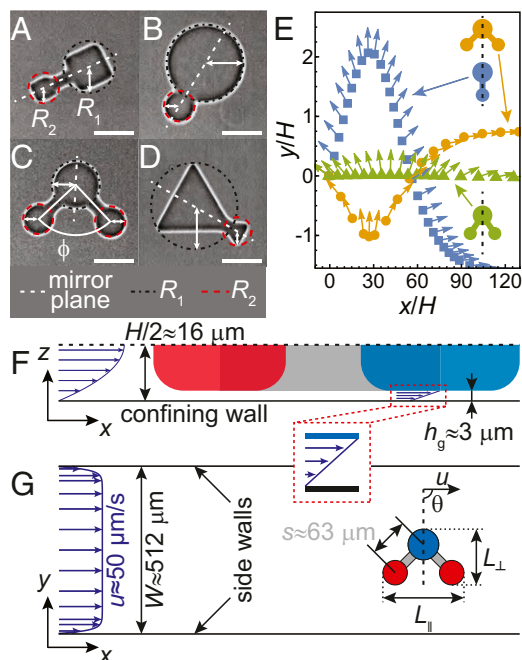 A
B
R₂
R₁
C
D
ϕ
mirror plane
R₁
R₂
E
y/H
2
1
0
-1
0
30
60
90
120
x/H
F
z
x
H/2≈16 μm
confining wall
h_g≈3 μm
G
y
x
u≈50 μm/s
W≈512 μm
side walls
u
θ
s≈63 μm
L⊥
L∥